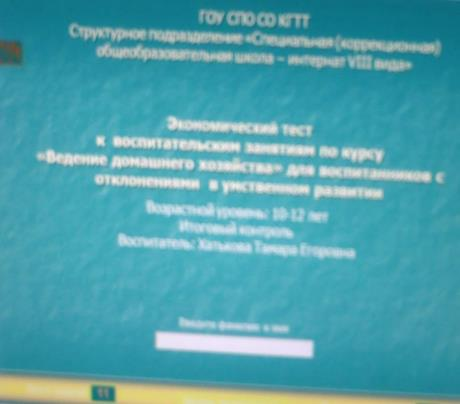 ГОУ СПО СО КГТТ
Структурное подразделение «Специальная (коррекционная)
общеобразовательная школа – интернат VIII вида»
Экономический тест
к воспитательским занятиям по курсу
«Ведение домашнего хозяйства» для воспитанников с
отклонениями в умственном развитии
Возрастной уровень: 10-12 лет
Итоговый контроль
Воспитатель: Хатькова Тамара Егоровна
Введите фамилию и имя
11